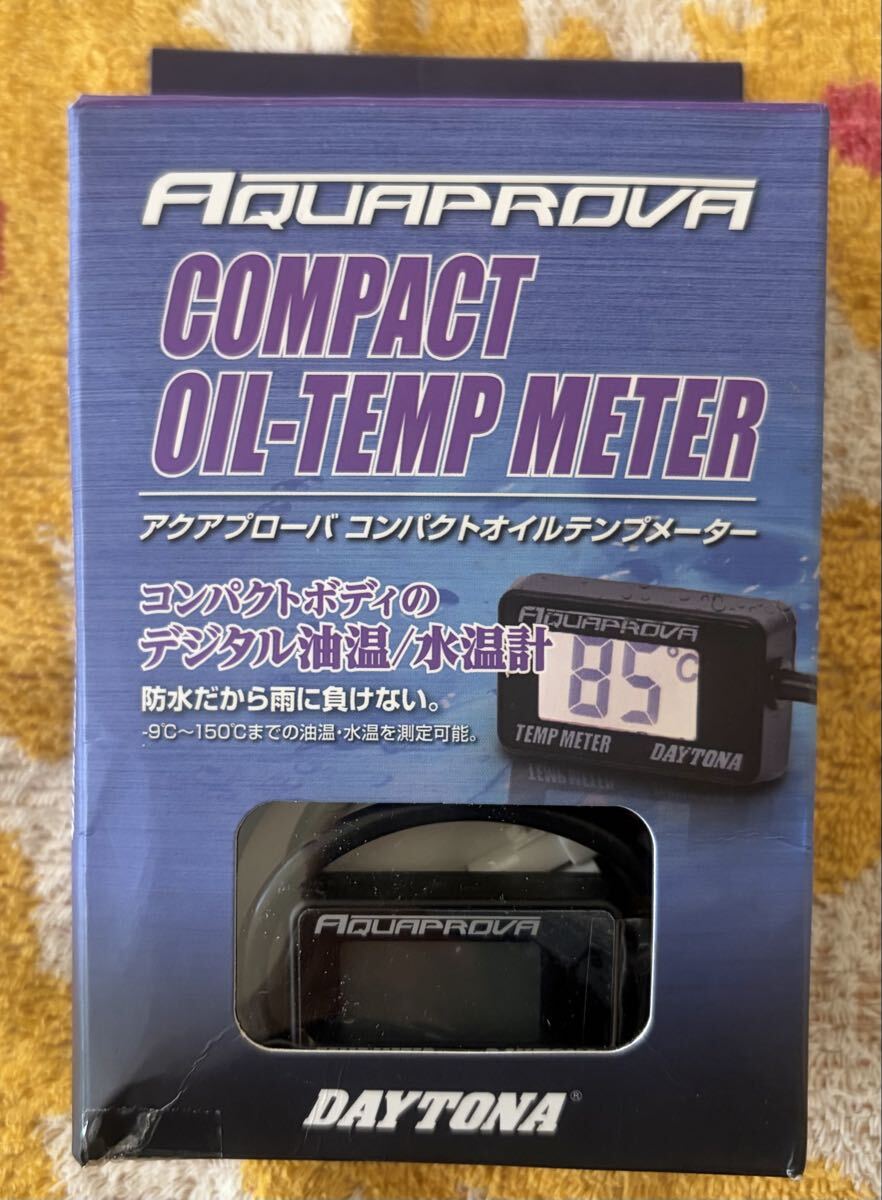 AQUAPROVA
COMPACT
OIL-TEMP METER
アクアプローバ コンパクトオイルテンプメーター
コンパクトボディの
デジタル油温/水温計
防水だから雨に負けない。
-9℃〜150℃までの油温・水温を測定可能。
AQUAPROVA
85℃
TEMP METER DAYTONA
TEMP METER
AQUAPROVA
DAYTONA®